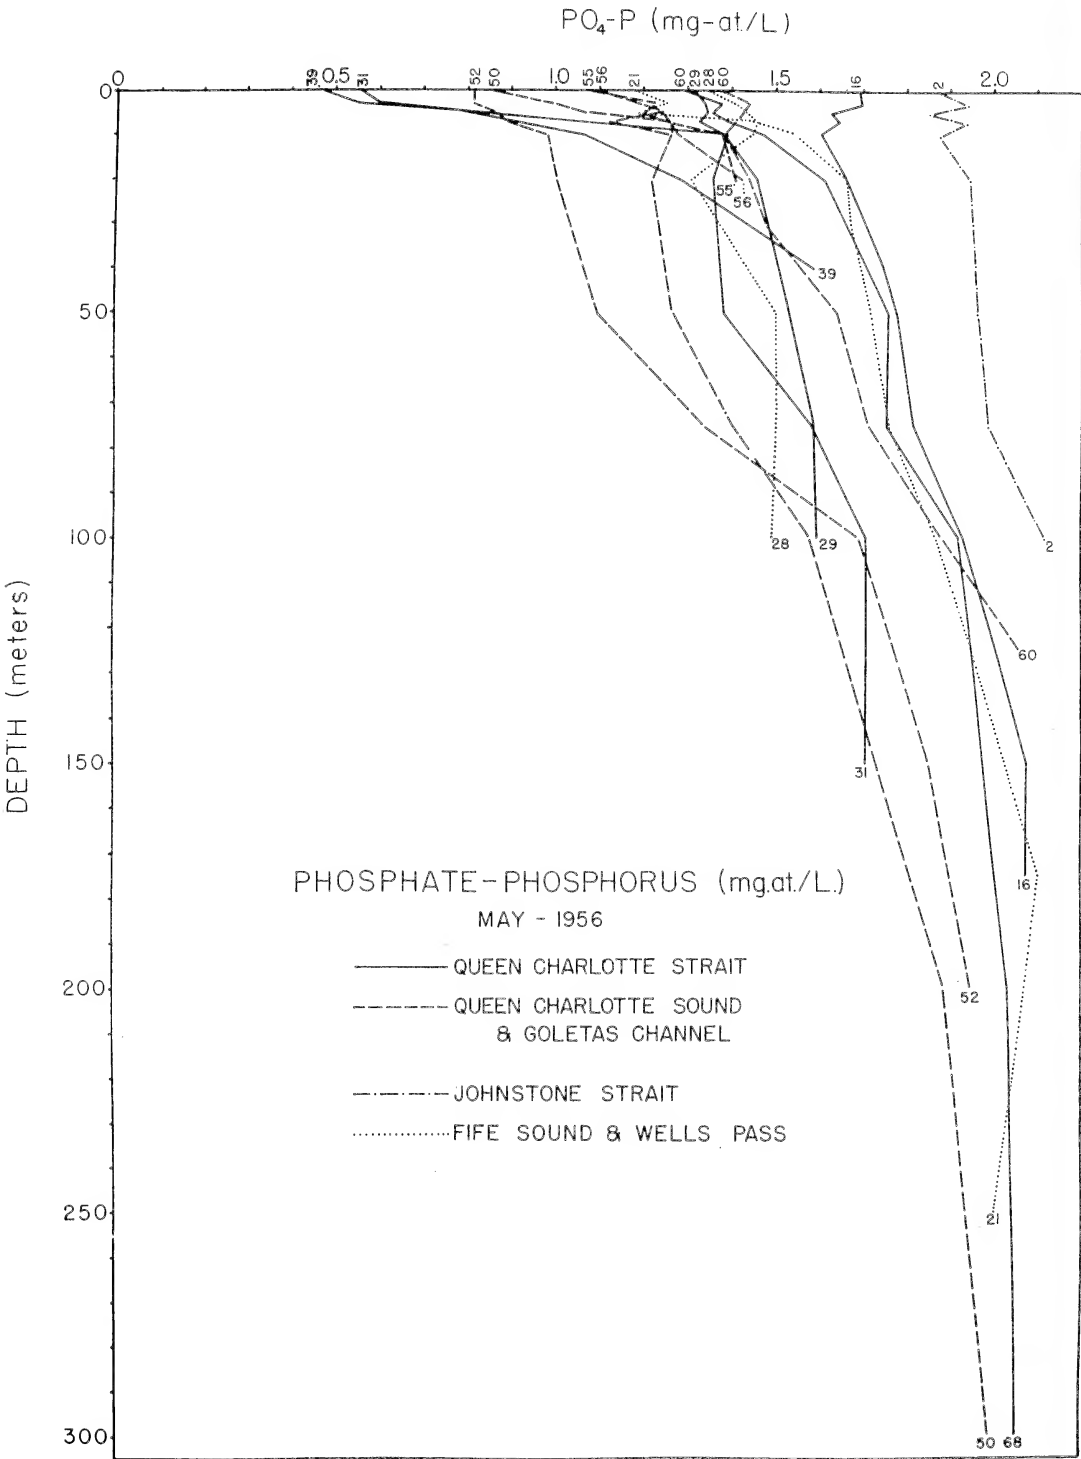 PO₄-P (mg-at./L)
39 31 52 50 55 56 21 60 29 28 60 16 2
0 0.5 1.0 1.5 2.0
0
50
100
150
200
250
300
DEPTH (meters)
55
56
39
28 29 2
60
31
16
52
21
50 68
PHOSPHATE-PHOSPHORUS (mg.at./L.)
MAY - 1956
QUEEN CHARLOTTE STRAIT
QUEEN CHARLOTTE SOUND
& GOLETAS CHANNEL
JOHNSTONE STRAIT
FIFE SOUND & WELLS PASS